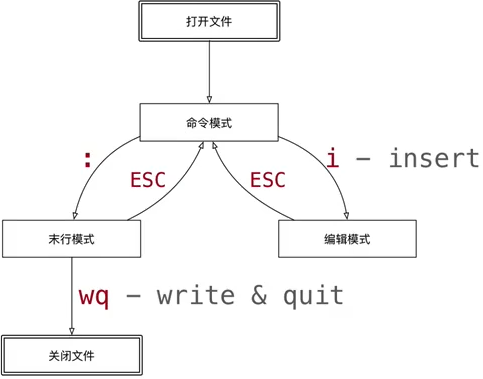 打开文件
命令模式
:
i - insert
ESC
ESC
末行模式
编辑模式
wq - write & quit
关闭文件